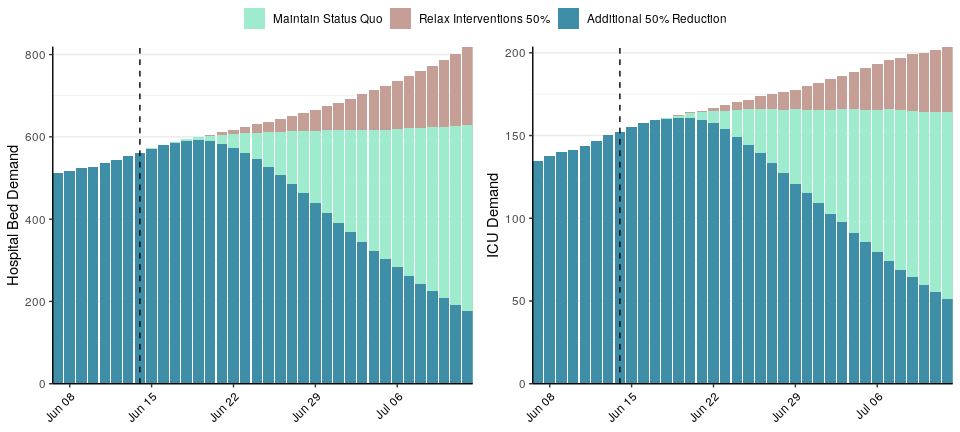 Maintain Status Quo Relax Interventions 50% Additional 50% Reduction
Hospital Bed Demand
800
600
400
200
0
Jun 08 Jun 15 Jun 22 Jun 29 Jul 06
ICU Demand
200
150
100
50
0
Jun 08 Jun 15 Jun 22 Jun 29 Jul 06